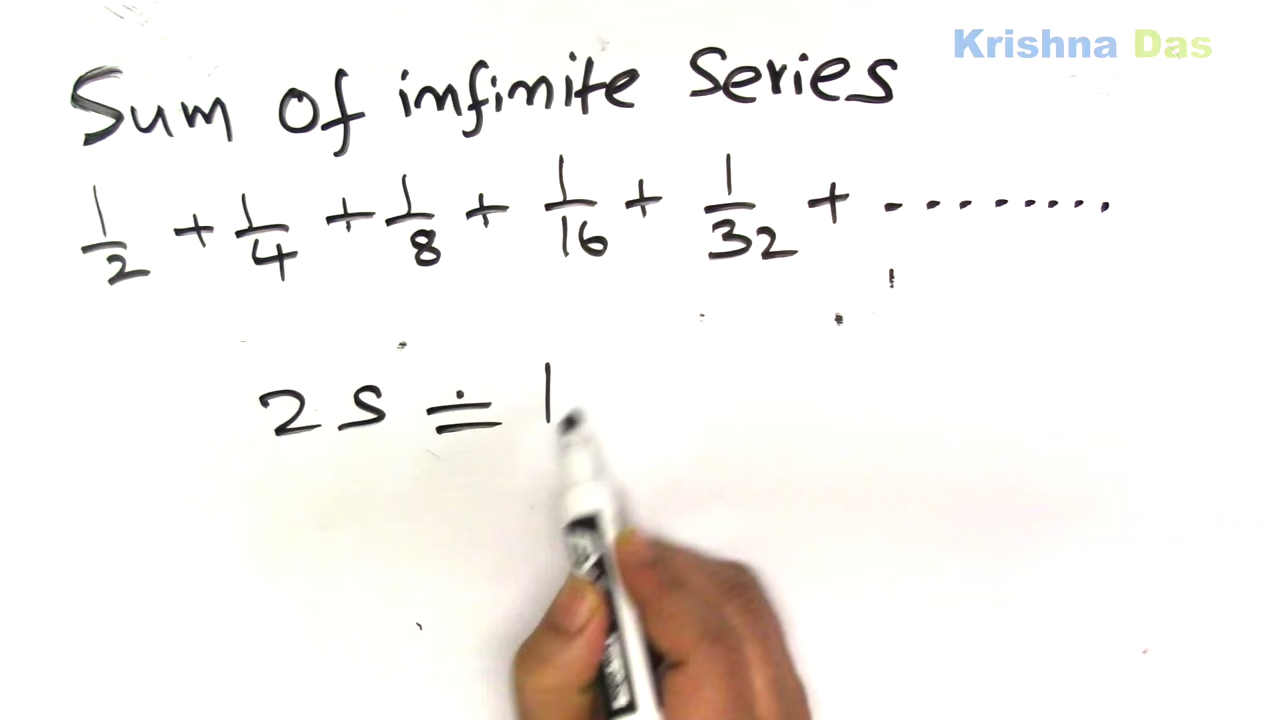 Krishna Das
Sum of infinite series
1/2 + 1/4 + 1/8 + 1/16 + 1/32 + ........
2S = 1